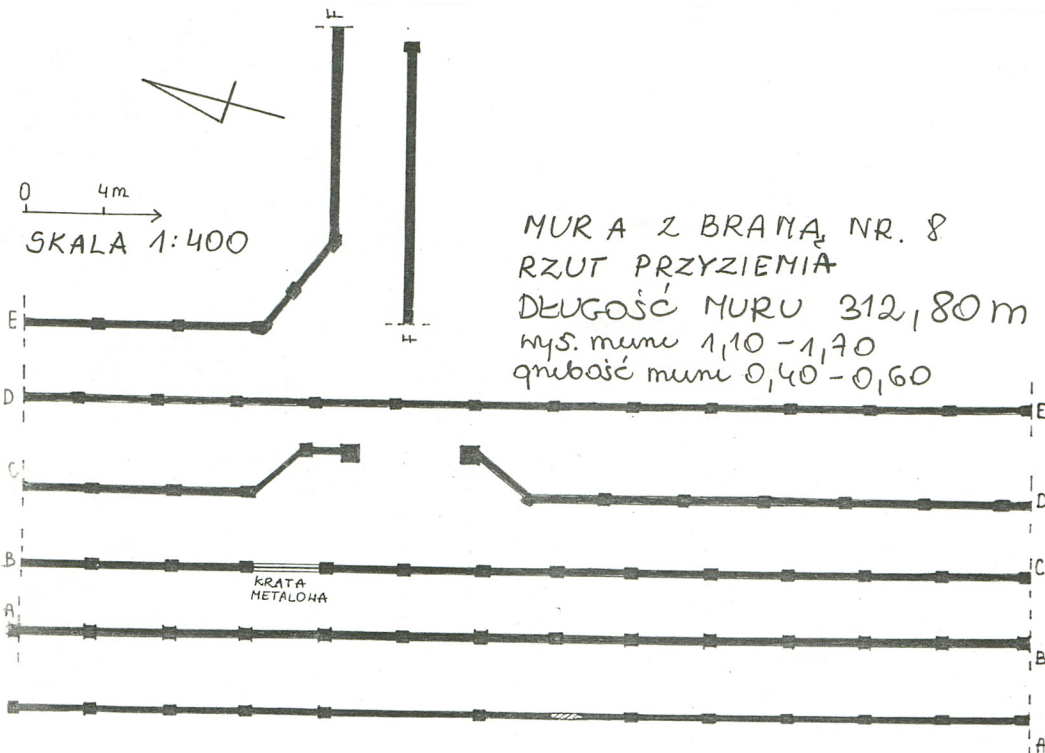 F
0 4m
SKALA 1:400
MUR A Z BRAMĄ NR. 8
RZUT PRZYZIEMIA
DŁUGOŚĆ MURU 312,80 m
wys. muru 1,10 - 1,70
grubość muru 0,40 - 0,60
E
F
D
E
C
D
B
C
KRATA
METALOWA
A
B
A